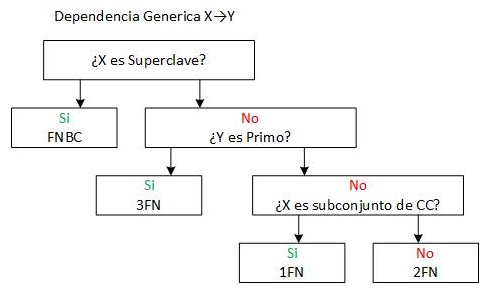 Dependencia Generica X→Y
¿X es Superclave?
Si
FNBC
No
¿Y es Primo?
Si
3FN
No
¿X es subconjunto de CC?
Si
1FN
No
2FN